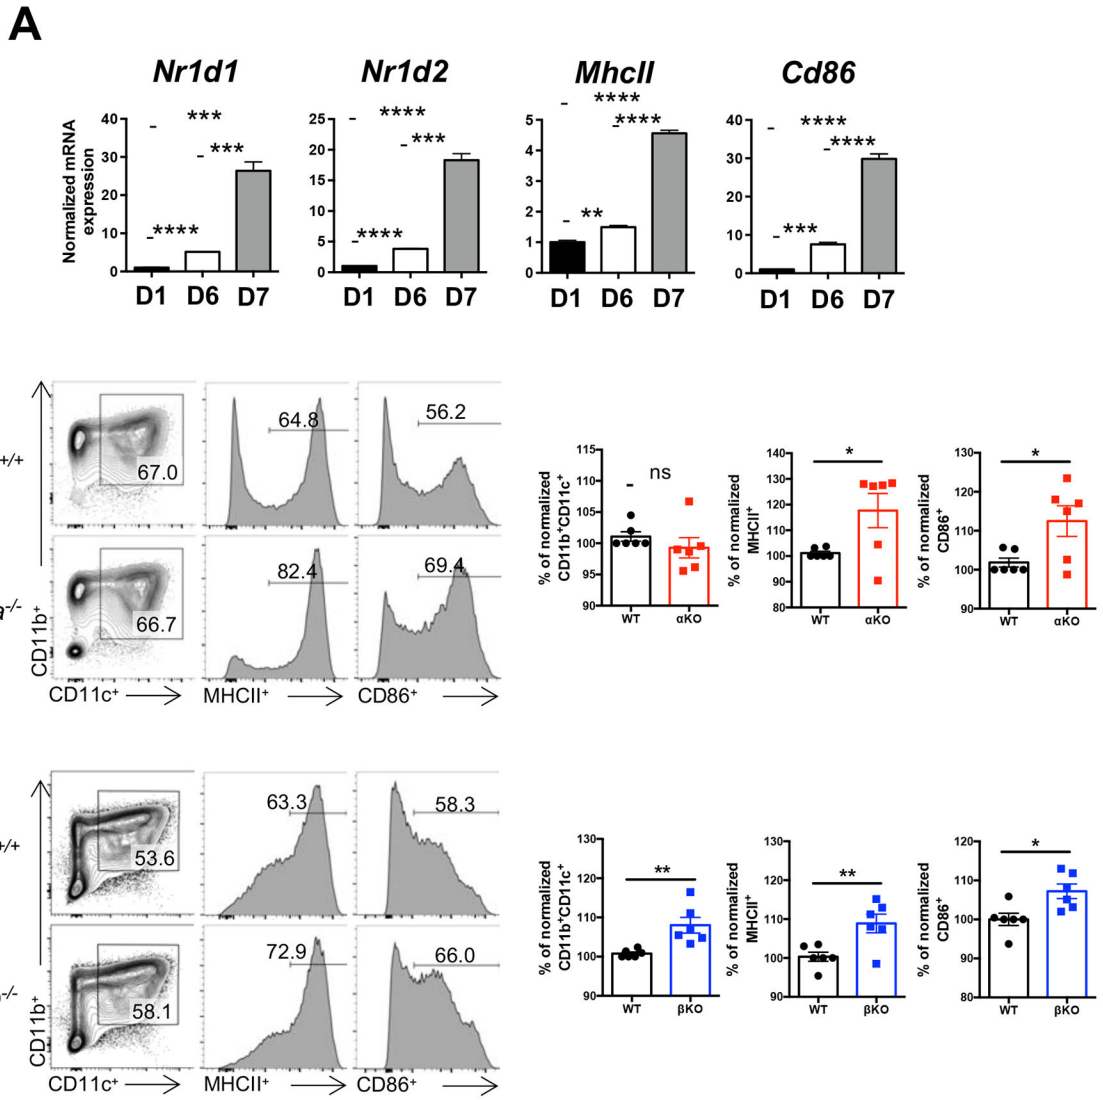 A
Nr1d1 Nr1d2 MhcII Cd86
Normalized mRNA
expression
40 30 20 10 0
*** *** ****
D1 D6 D7
25 20 15 10 5 0
**** *** ****
D1 D6 D7
5 4 3 2 1 0
**** **** **
D1 D6 D7
40 30 20 10 0
**** **** ***
D1 D6 D7
+/+
67.0 64.8 56.2
a-/-
66.7 82.4 69.4
CD11b+
CD11c+ MHCII+ CD86+
% of normalized
CD11b+CD11c+
115 110 105 100 95 90
ns
WT αKO
% of normalized
MHCII+
140 130 120 110 100 90 80
*
WT αKO
% of normalized
CD86+
130 120 110 100 90
*
WT αKO
+/+
53.6 63.3 58.3
-/-
58.1 72.9 66.0
CD11b+
CD11c+ MHCII+ CD86+
% of normalized
CD11b+CD11c+
130 120 110 100 90
**
WT βKO
% of normalized
MHCII+
130 120 110 100 90
**
WT βKO
% of normalized
CD86+
120 110 100 90 80
*
WT βKO